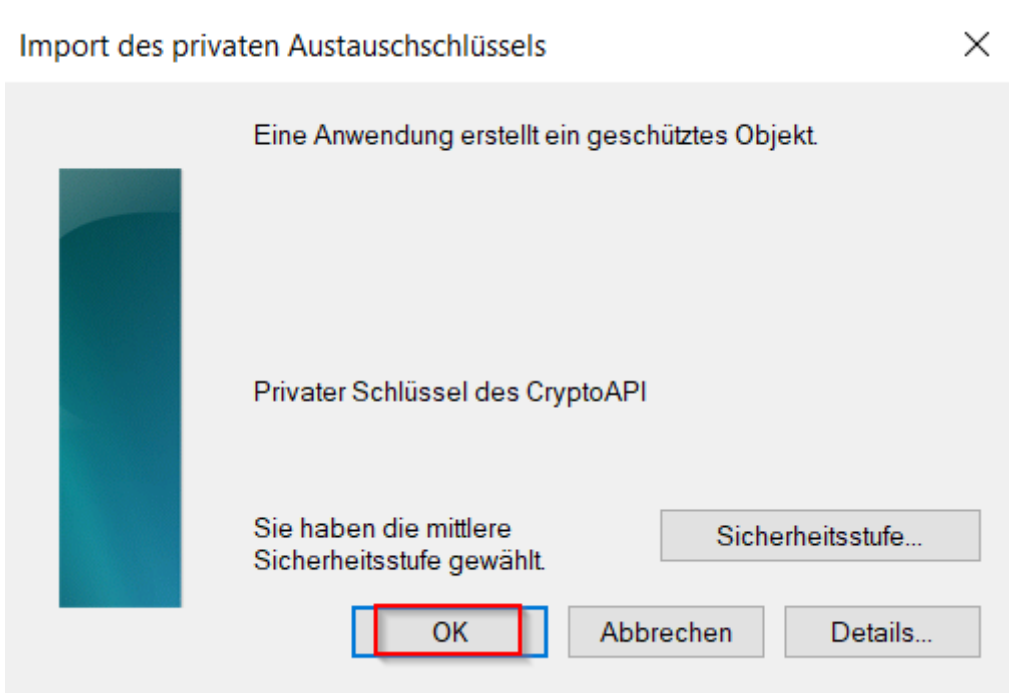 Import des privaten Austauschschlüssels
Eine Anwendung erstellt ein geschütztes Objekt.
Privater Schlüssel des CryptoAPI
Sie haben die mittlere
Sicherheitsstufe gewählt.
Sicherheitsstufe...
OK
Abbrechen
Details...